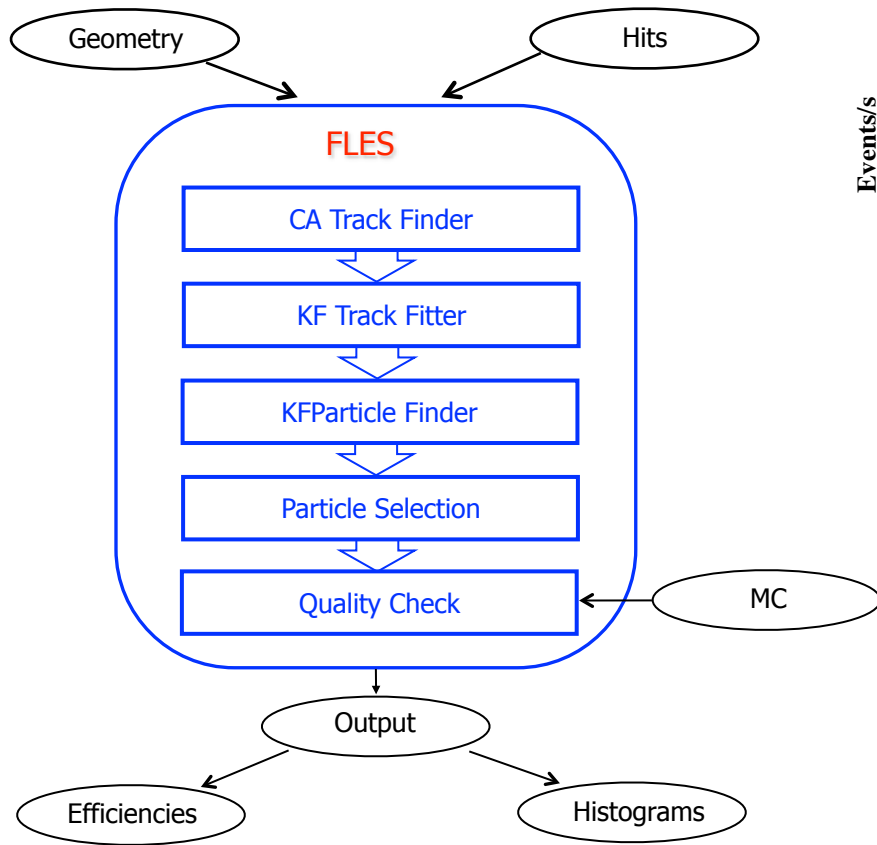 Geometry
Hits
Events/s
FLES
CA Track Finder
KF Track Fitter
KFParticle Finder
Particle Selection
Quality Check
MC
Output
Efficiencies
Histograms